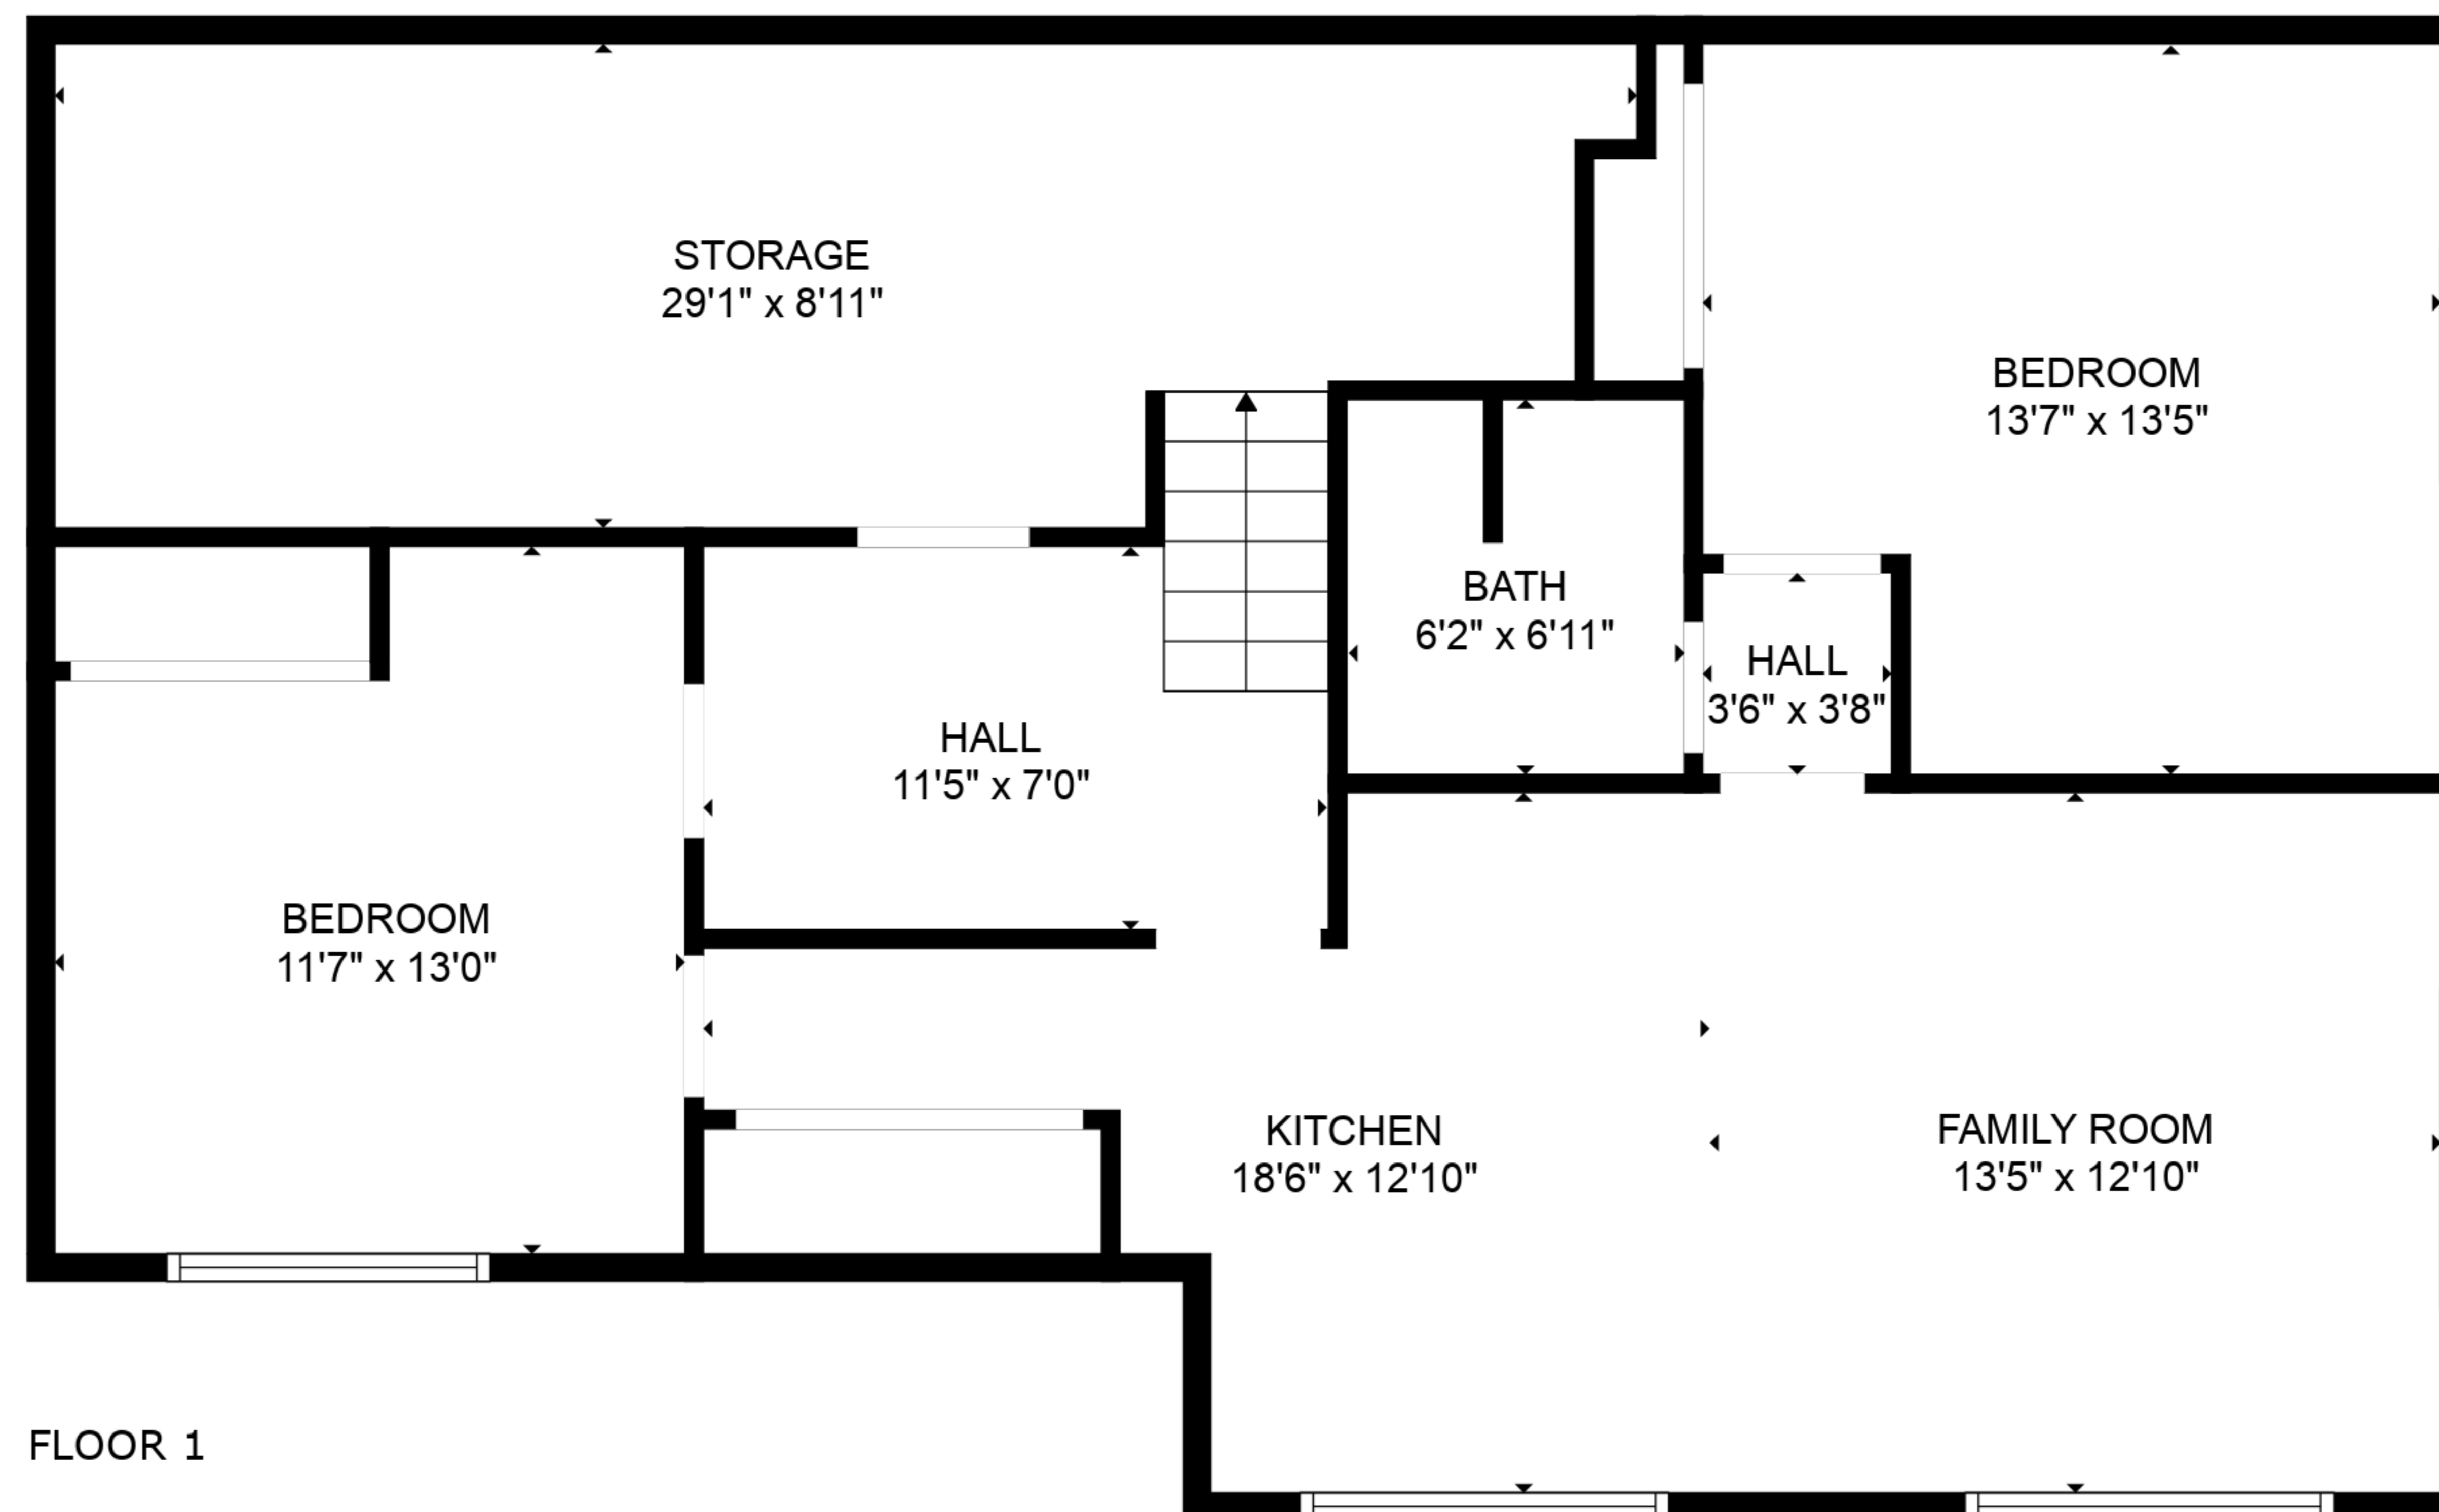 STORAGE
29'1" x 8'11"
BEDROOM
13'7" x 13'5"
BATH
6'2" x 6'11"
HALL
3'6" x 3'8"
HALL
11'5" x 7'0"
BEDROOM
11'7" x 13'0"
KITCHEN
18'6" x 12'10"
FAMILY ROOM
13'5" x 12'10"
FLOOR 1